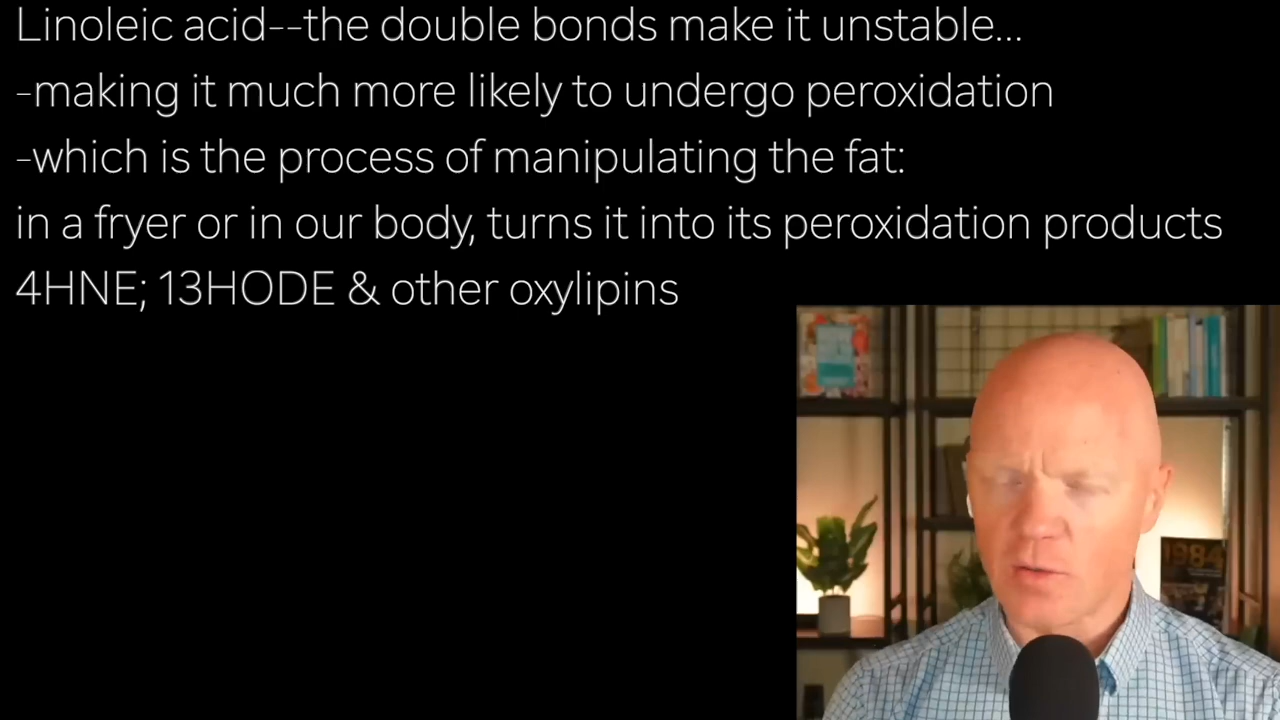 Linoleic acid--the double bonds make it unstable...
-making it much more likely to undergo peroxidation
-which is the process of manipulating the fat:
in a fryer or in our body, turns it into its peroxidation products
4HNE; 13HODE & other oxylipins
1984